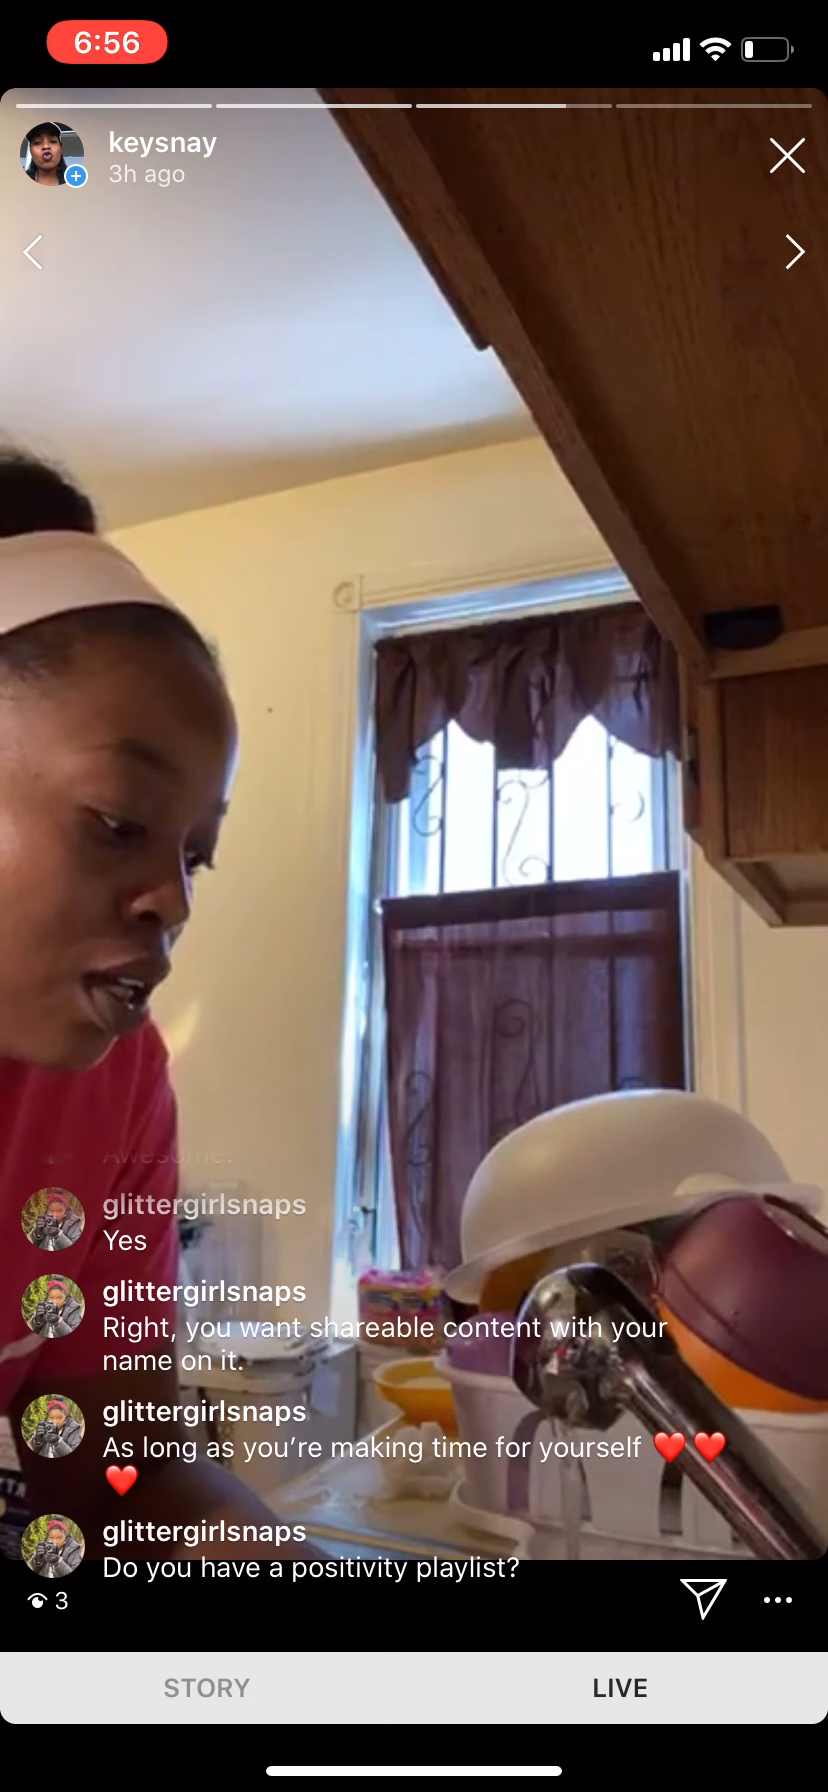 6:56
keysnay
3h ago
Awesome!
glittergirlsnaps
Yes
glittergirlsnaps
Right, you want shareable content with your
name on it.
glittergirlsnaps
As long as you’re making time for yourself ❤️❤️
❤️
glittergirlsnaps
Do you have a positivity playlist?
3
STORY
LIVE